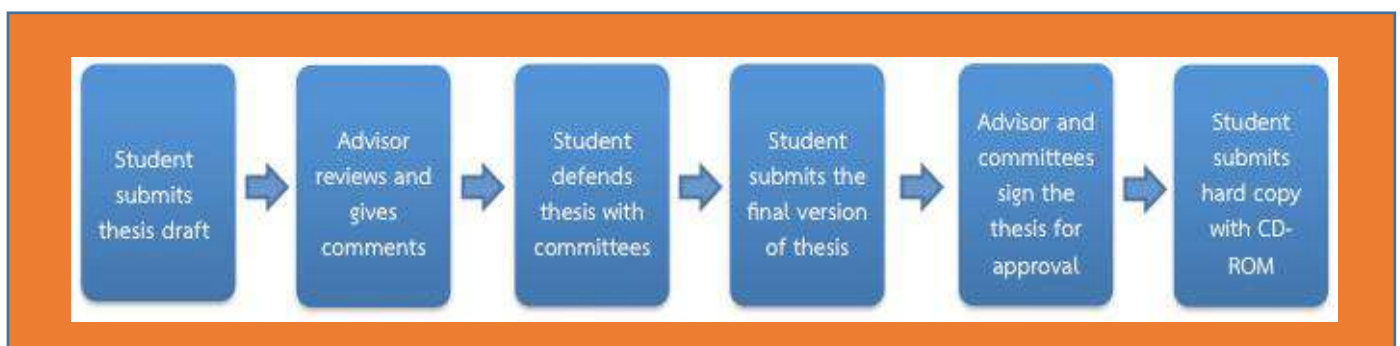 Student
submits
thesis draft
Advisor
reviews and
gives
comments
Student
defends
thesis with
committees
Student
submits the
final version
of thesis
Advisor and
committees
sign the
thesis for
approval
Student
submits
hard copy
with CD-
ROM